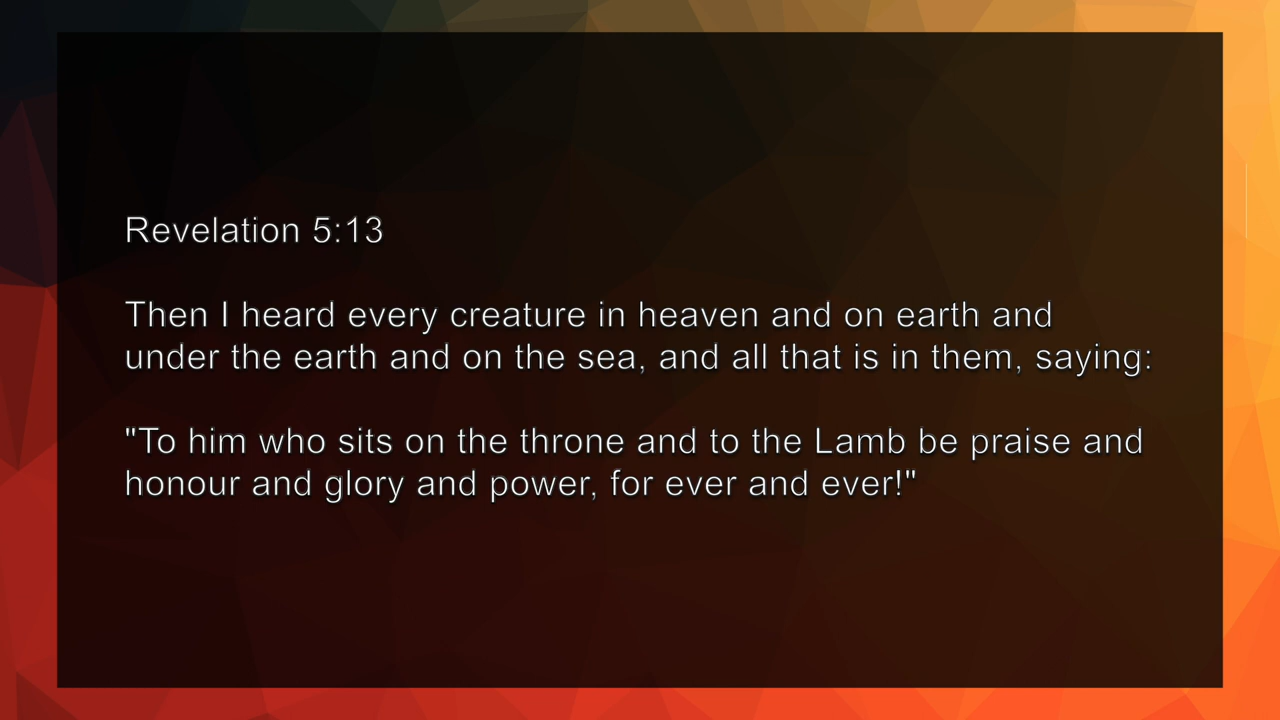 Revelation 5:13
Then I heard every creature in heaven and on earth and
under the earth and on the sea, and all that is in them, saying:
"To him who sits on the throne and to the Lamb be praise and
honour and glory and power, for ever and ever!"